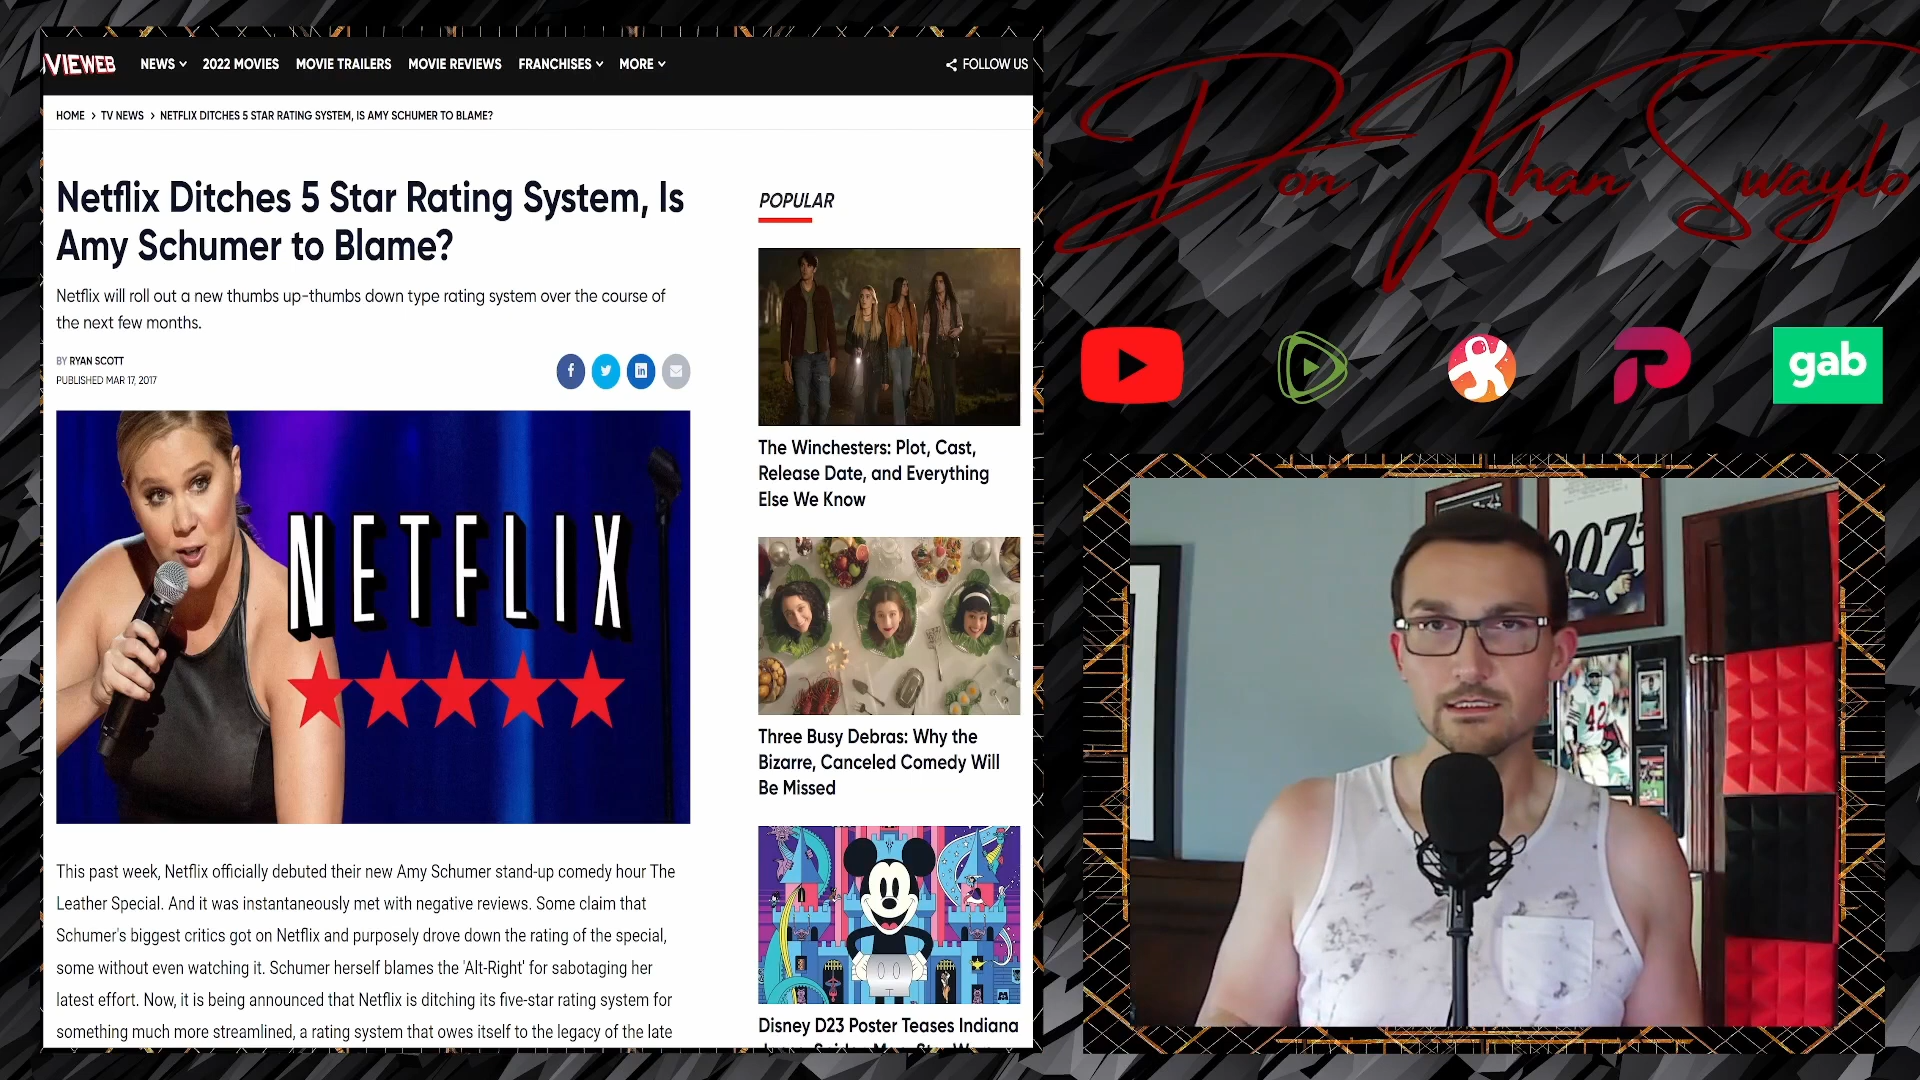 VIEWEB
NEWS
2022 MOVIES
MOVIE TRAILERS
MOVIE REVIEWS
FRANCHISES
MORE
FOLLOW US
HOME > TV NEWS > NETFLIX DITCHES 5 STAR RATING SYSTEM, IS AMY SCHUMER TO BLAME?
Netflix Ditches 5 Star Rating System, Is
Amy Schumer to Blame?
Netflix will roll out a new thumbs up-thumbs down type rating system over the course of
the next few months.
BY RYAN SCOTT
PUBLISHED MAR 17, 2017
NETFLIX
This past week, Netflix officially debuted their new Amy Schumer stand-up comedy hour The
Leather Special. And it was instantaneously met with negative reviews. Some claim that
Schumer's biggest critics got on Netflix and purposely drove down the rating of the special,
some without even watching it. Schumer herself blames the 'Alt-Right' for sabotaging her
latest effort. Now, it is being announced that Netflix is ditching its five-star rating system for
something much more streamlined, a rating system that owes itself to the legacy of the late
POPULAR
The Winchesters: Plot, Cast,
Release Date, and Everything
Else We Know
Three Busy Debras: Why the
Bizarre, Canceled Comedy Will
Be Missed
Disney D23 Poster Teases Indiana
Don Khan Swaylo
gab
007
42